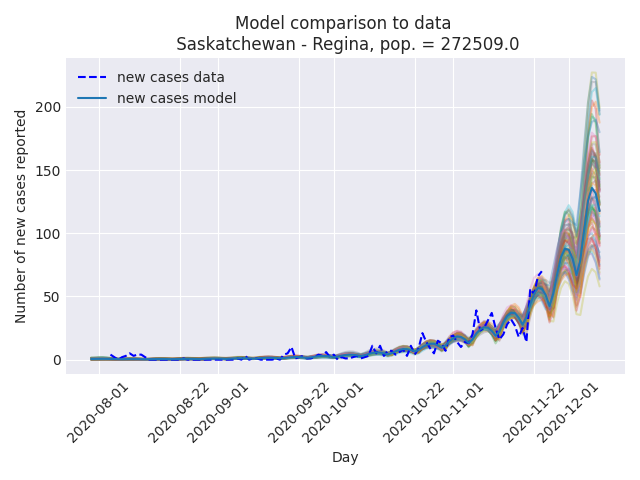 Model comparison to data
Saskatchewan - Regina, pop. = 272509.0
new cases data
new cases model
Number of new cases reported
200
150
100
50
0
2020-08-01
2020-08-22
2020-09-01
2020-09-22
2020-10-01
2020-10-22
2020-11-01
2020-11-22
2020-12-01
Day